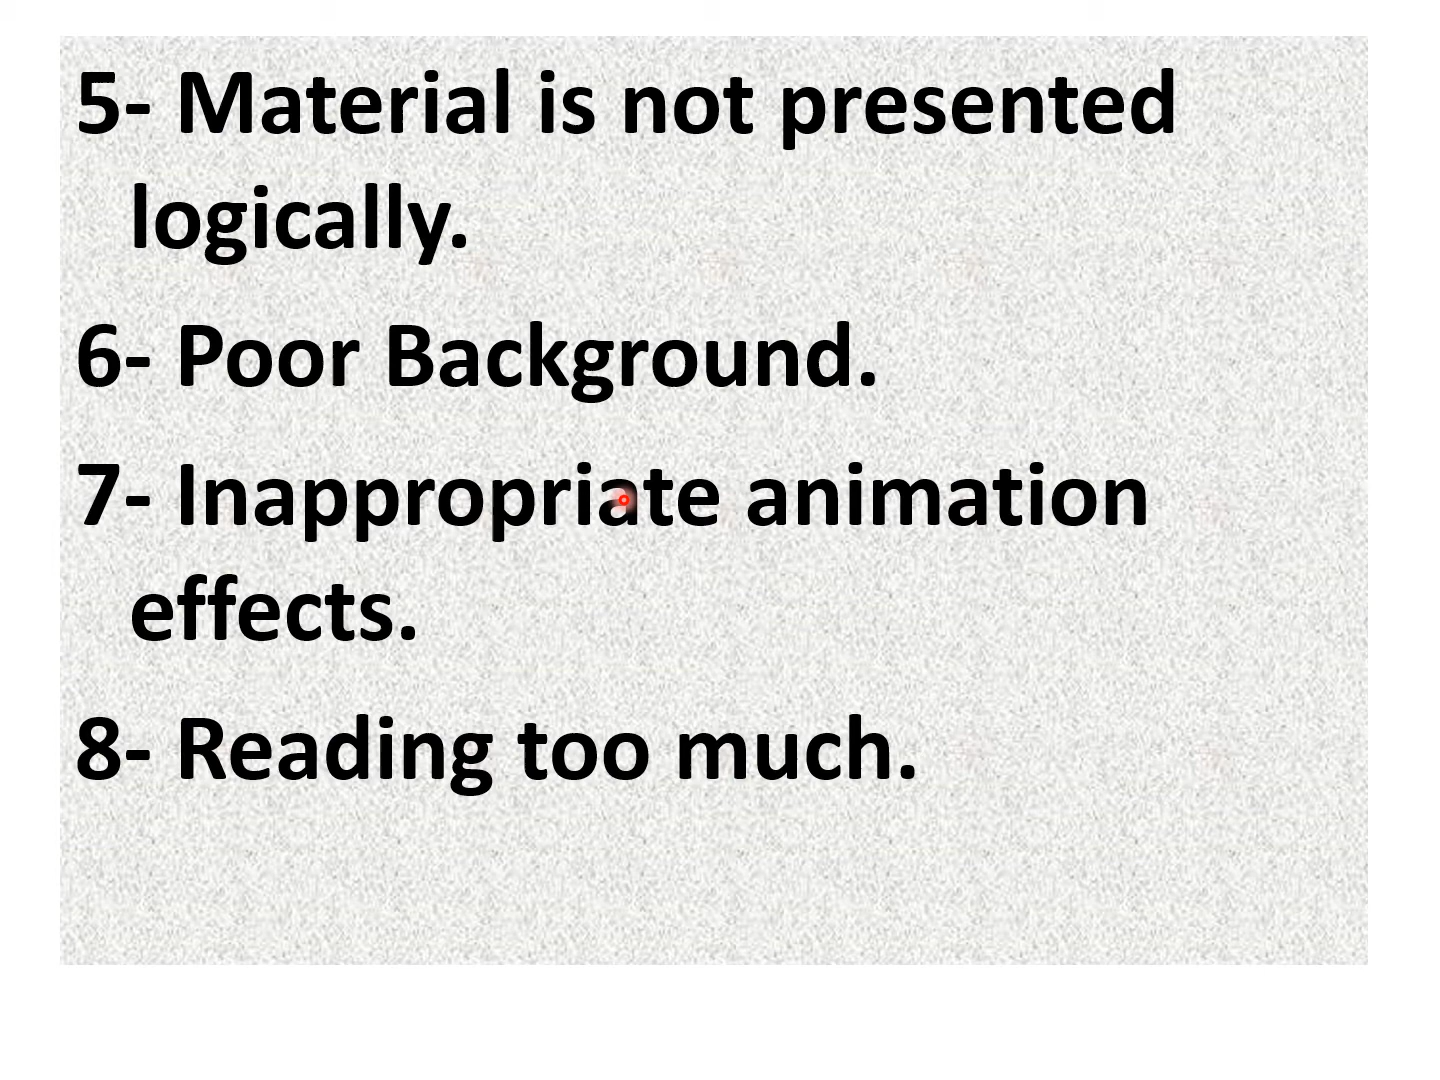 5- Material is not presented
logically.
6- Poor Background.
7- Inappropriate animation
effects.
8- Reading too much.